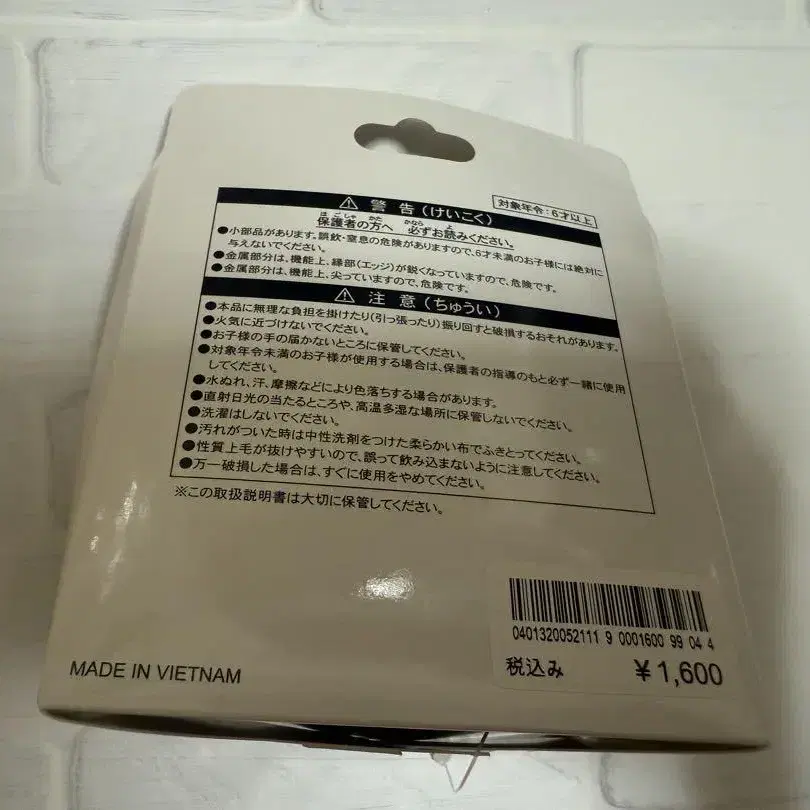 ⚠ 警告(けいこく)
対象年令:6才以上
保護者の方へ 必ずお読みください。
●小部品があります。誤飲・窒息の危険がありますので、6才未満のお子様には絶対に
与えないでください。
●金属部分は、機能上、縁部(エッジ)が鋭くなっていますので、危険です。
●金属部分は、機能上、尖っていますので、危険です。
⚠ 注意(ちゅうい)
●本品に無理な負担を掛けたり(引っ張ったり)振り回すと破損するおそれがあります。
●火気に近づけないでください。
●お子様の手の届かないところに保管してください。
●対象年令未満のお子様が使用する場合は、保護者の指導のもと必ず一緒に使用
してください。
●水ぬれ、汗、摩擦などにより色落ちする場合があります。
●直射日光の当たるところや、高温多湿な場所に保管しないでください。
●洗濯はしないでください。
●汚れがついた時は中性洗剤をつけた柔らかい布でふきとってください。
●性質上毛が抜けやすいので、誤って飲み込まないように注意してください。
●万一破損した場合は、すぐに使用をやめてください。
※この取扱説明書は大切に保管してください。
0401320052111 9 0001600 99 04 4
税込み ¥1,600
MADE IN VIETNAM